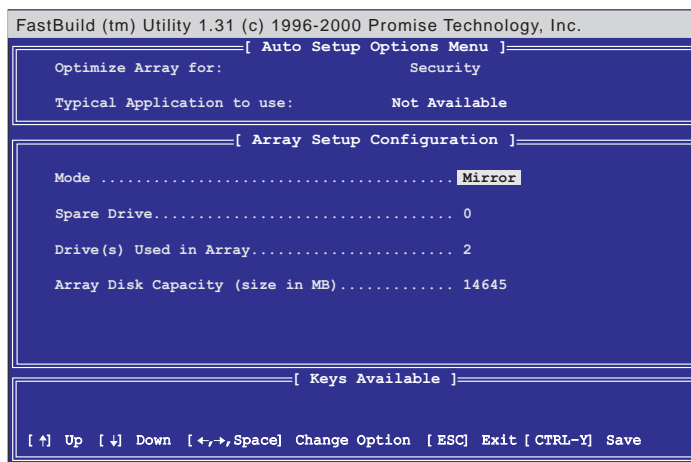 FastBuild (tm) Utility 1.31 (c) 1996-2000 Promise Technology, Inc.
[ Auto Setup Options Menu ]
Optimize Array for: Security
Typical Application to use: Not Available
[ Array Setup Configuration ]
Mode ....................................... Mirror
Spare Drive................................. 0
Drive(s) Used in Array...................... 2
Array Disk Capacity (size in MB)............. 14645
[ Keys Available ]
[↑] Up [↓] Down [←,→,Space] Change Option [ESC] Exit [CTRL-Y] Save